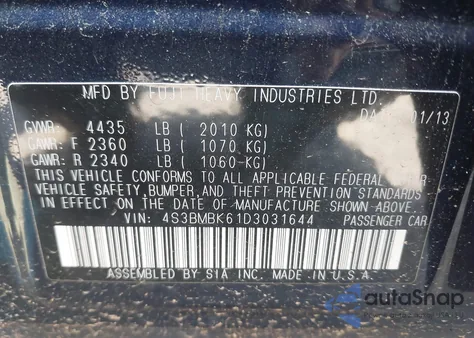 MFD BY FUJI HEAVY INDUSTRIES LTD.
01/13
GVWR: 4435 LB ( 2010 KG)
GAWR: F 2360 LB ( 1070 KG)
GAWR: R 2340 LB ( 1060 KG)
THIS VEHICLE CONFORMS TO ALL APPLICABLE FEDERAL MOTOR
VEHICLE SAFETY, BUMPER, AND THEFT PREVENTION STANDARDS
IN EFFECT ON THE DATE OF MANUFACTURE SHOWN ABOVE.
VIN: 4S3BMBK61D3031644 PASSENGER CAR
ASSEMBLED BY SIA INC. MADE IN U.S.A.
autoSnap